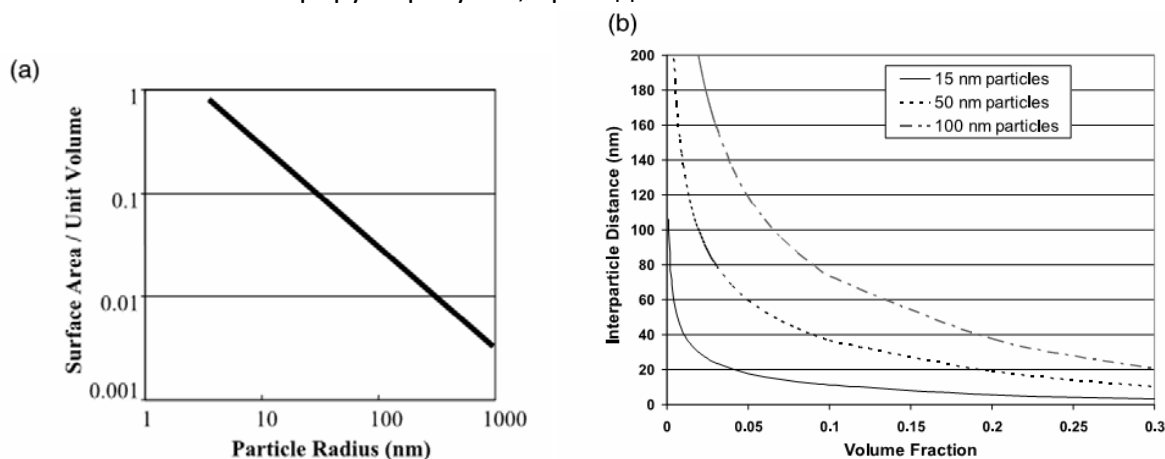 (a)
Surface Area / Unit Volume
1
0.1
0.01
0.001
1
10
100
1000
Particle Radius (nm)
(b)
Interparticle Distance (nm)
200
180
160
140
120
100
80
60
40
20
0
15 nm particles
50 nm particles
100 nm particles
0
0.05
0.1
0.15
0.2
0.25
0.3
Volume Fraction